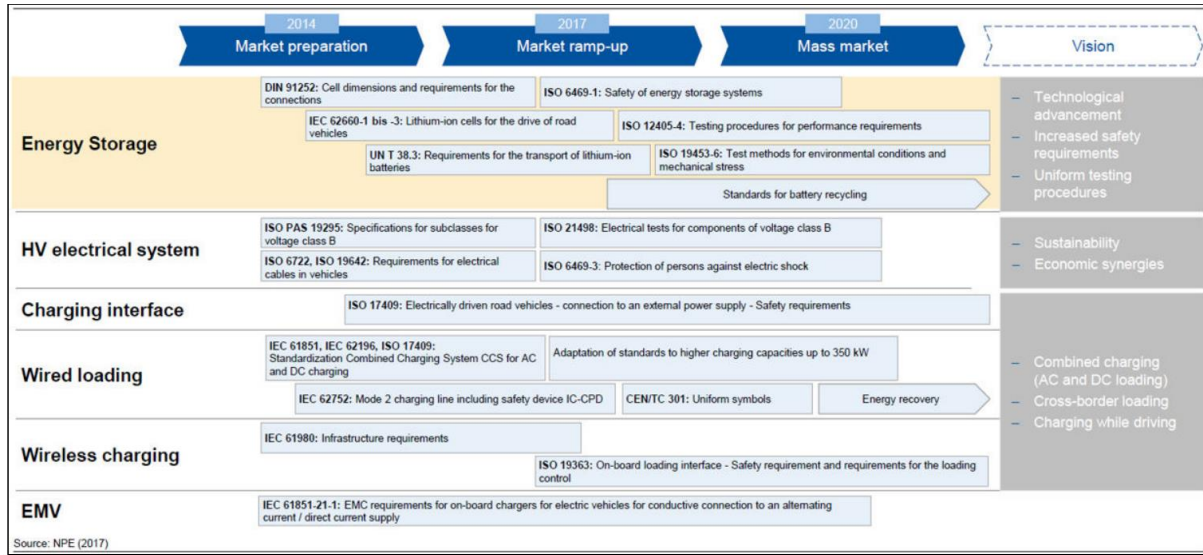 2014
Market preparation
2017
Market ramp-up
2020
Mass market
Vision
Energy Storage
DIN 91252: Cell dimensions and requirements for the
connections
ISO 6469-1: Safety of energy storage systems
IEC 62660-1 bis -3: Lithium-ion cells for the drive of road
vehicles
ISO 12405-4: Testing procedures for performance requirements
UN T 38.3: Requirements for the transport of lithium-ion
batteries
ISO 19453-6: Test methods for environmental conditions and
mechanical stress
Standards for battery recycling
– Technological
advancement
– Increased safety
requirements
– Uniform testing
procedures
HV electrical system
ISO PAS 19295: Specifications for subclasses for
voltage class B
ISO 21498: Electrical tests for components of voltage class B
ISO 6722, ISO 19642: Requirements for electrical
cables in vehicles
ISO 6469-3: Protection of persons against electric shock
– Sustainability
– Economic synergies
Charging interface
ISO 17409: Electrically driven road vehicles - connection to an external power supply - Safety requirements
Wired loading
IEC 61851, IEC 62196, ISO 17409:
Standardization Combined Charging System CCS for AC
and DC charging
Adaptation of standards to higher charging capacities up to 350 kW
IEC 62752: Mode 2 charging line including safety device IC-CPD
CEN/TC 301: Uniform symbols
Energy recovery
– Combined charging
(AC and DC loading)
– Cross-border loading
– Charging while driving
Wireless charging
IEC 61980: Infrastructure requirements
ISO 19363: On-board loading interface - Safety requirement and requirements for the loading
control
EMV
IEC 61851-21-1: EMC requirements for on-board chargers for electric vehicles for conductive connection to an alternating
current / direct current supply
Source: NPE (2017)